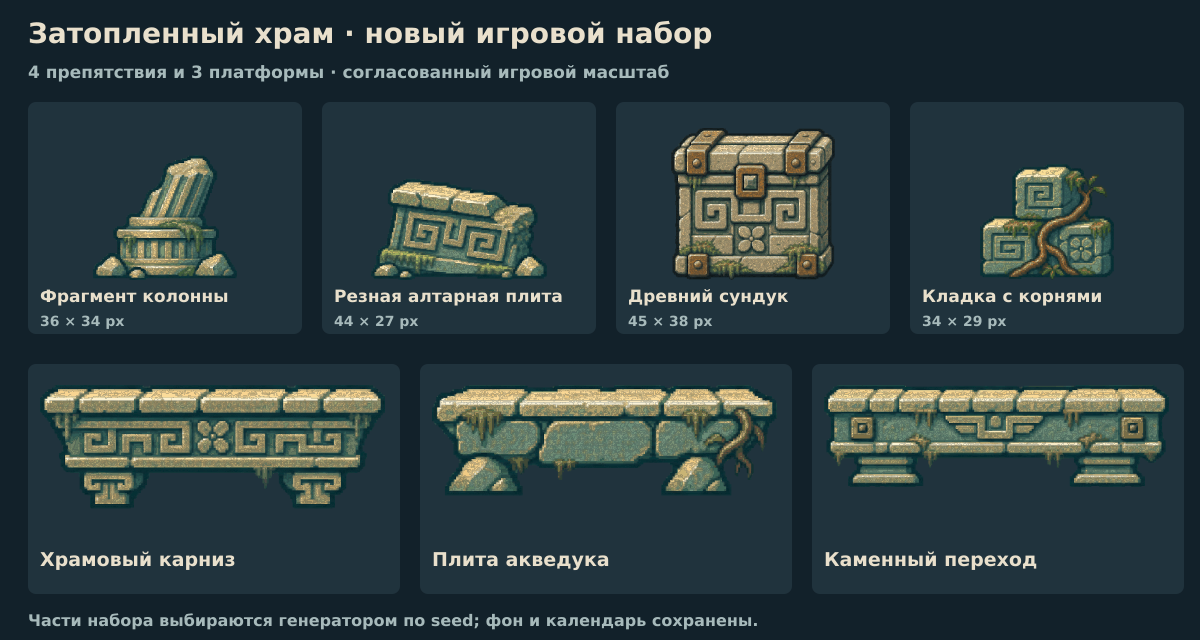 Затопленный храм · новый игровой набор
4 препятствия и 3 платформы · согласованный игровой масштаб
Фрагмент колонны
36 × 34 px
Резная алтарная плита
44 × 27 px
Древний сундук
45 × 38 px
Кладка с корнями
34 × 29 px
Храмовый карниз
Плита акведука
Каменный переход
Части набора выбираются генератором по seed; фон и календарь сохранены.